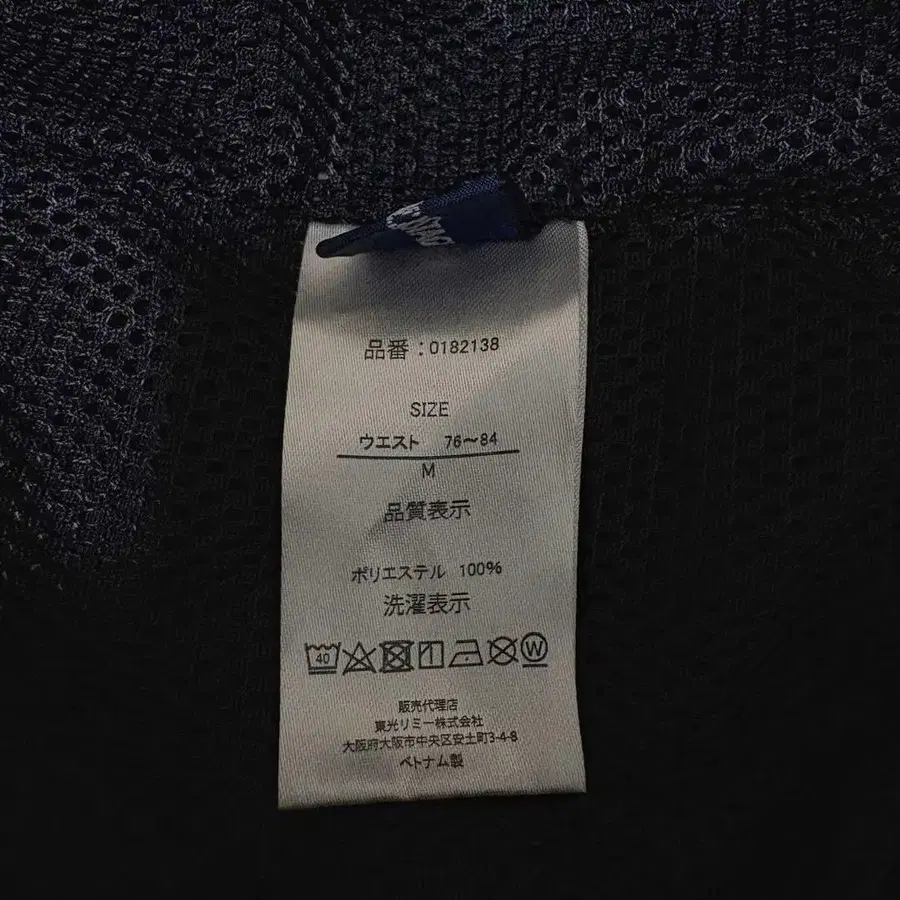 品番：0182138
SIZE
ウエスト 76～84
M
品質表示
ポリエステル 100%
洗濯表示
40 W
販売代理店
東光リミー株式会社
大阪府大阪市中央区安土町3-4-8
ベトナム製